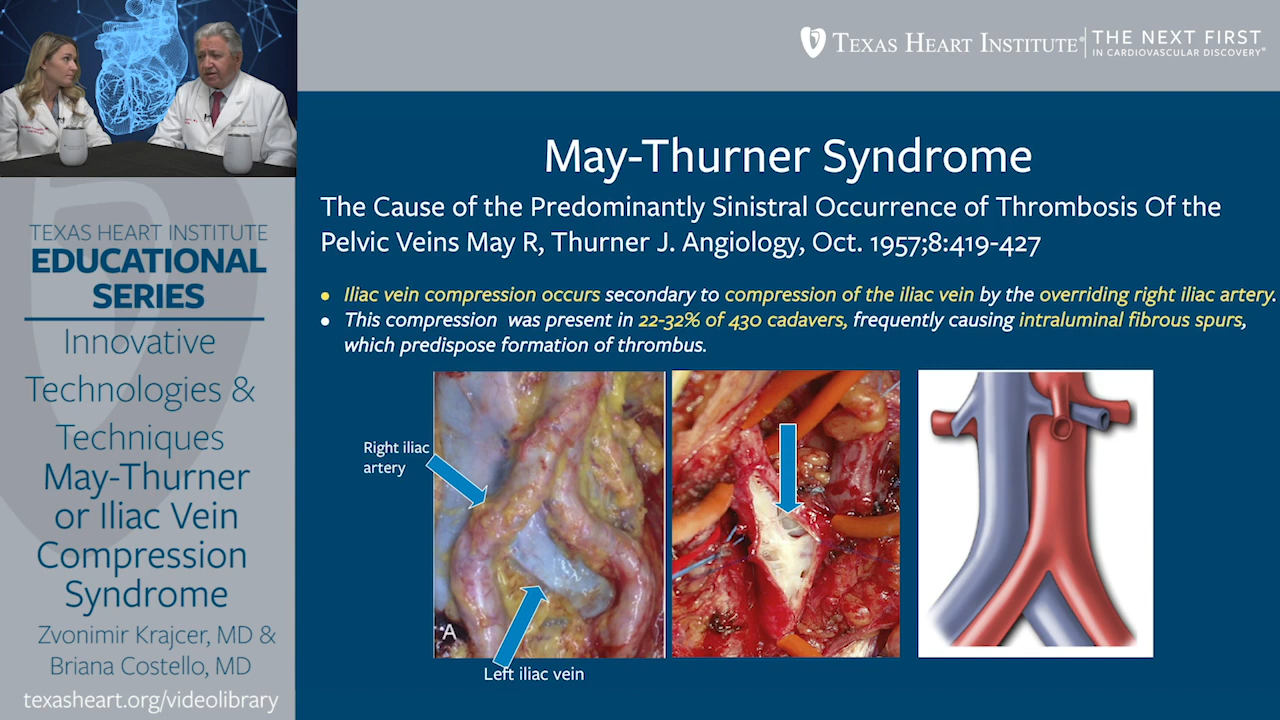 TEXAS HEART INSTITUTE®
THE NEXT FIRST
IN CARDIOVASCULAR DISCOVERY®
TEXAS HEART INSTITUTE
EDUCATIONAL
SERIES
Innovative
Technologies &
Techniques
May-Thurner
or Iliac Vein
Compression
Syndrome
Zvonimir Krajcer, MD &
Briana Costello, MD
texasheart.org/videolibrary
May-Thurner Syndrome
The Cause of the Predominantly Sinistral Occurrence of Thrombosis Of the
Pelvic Veins May R, Thurner J. Angiology, Oct. 1957;8:419-427
• Iliac vein compression occurs secondary to compression of the iliac vein by the overriding right iliac artery.
• This compression was present in 22-32% of 430 cadavers, frequently causing intraluminal fibrous spurs,
which predispose formation of thrombus.
Right iliac
artery
A
Left iliac vein